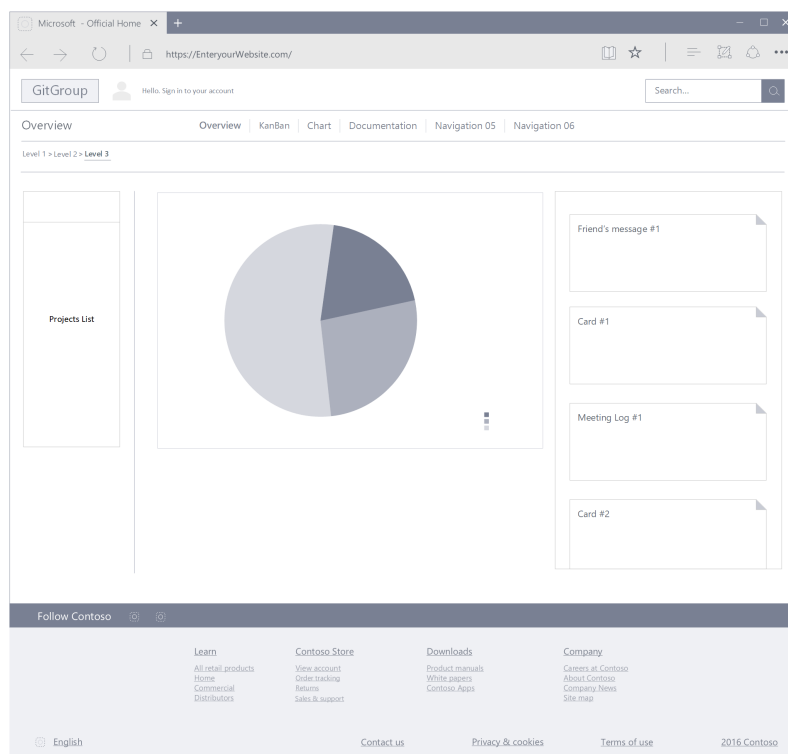 Microsoft - Official Home
https://EnteryourWebsite.com/
GitGroup
Hello. Sign in to your account
Search...
Overview
Overview KanBan Chart Documentation Navigation 05 Navigation 06
Level 1 > Level 2 > Level 3
Projects List
Friend's message #1
Card #1
Meeting Log #1
Card #2
Follow Contoso
Learn
All retail products
Home
Commercial
Distributors
Contoso Store
View account
Order tracking
Returns
Sales & support
Downloads
Product manuals
White papers
Contoso Apps
Company
Careers at Contoso
About Contoso
Company News
Site map
English Contact us Privacy & cookies Terms of use 2016 Contoso